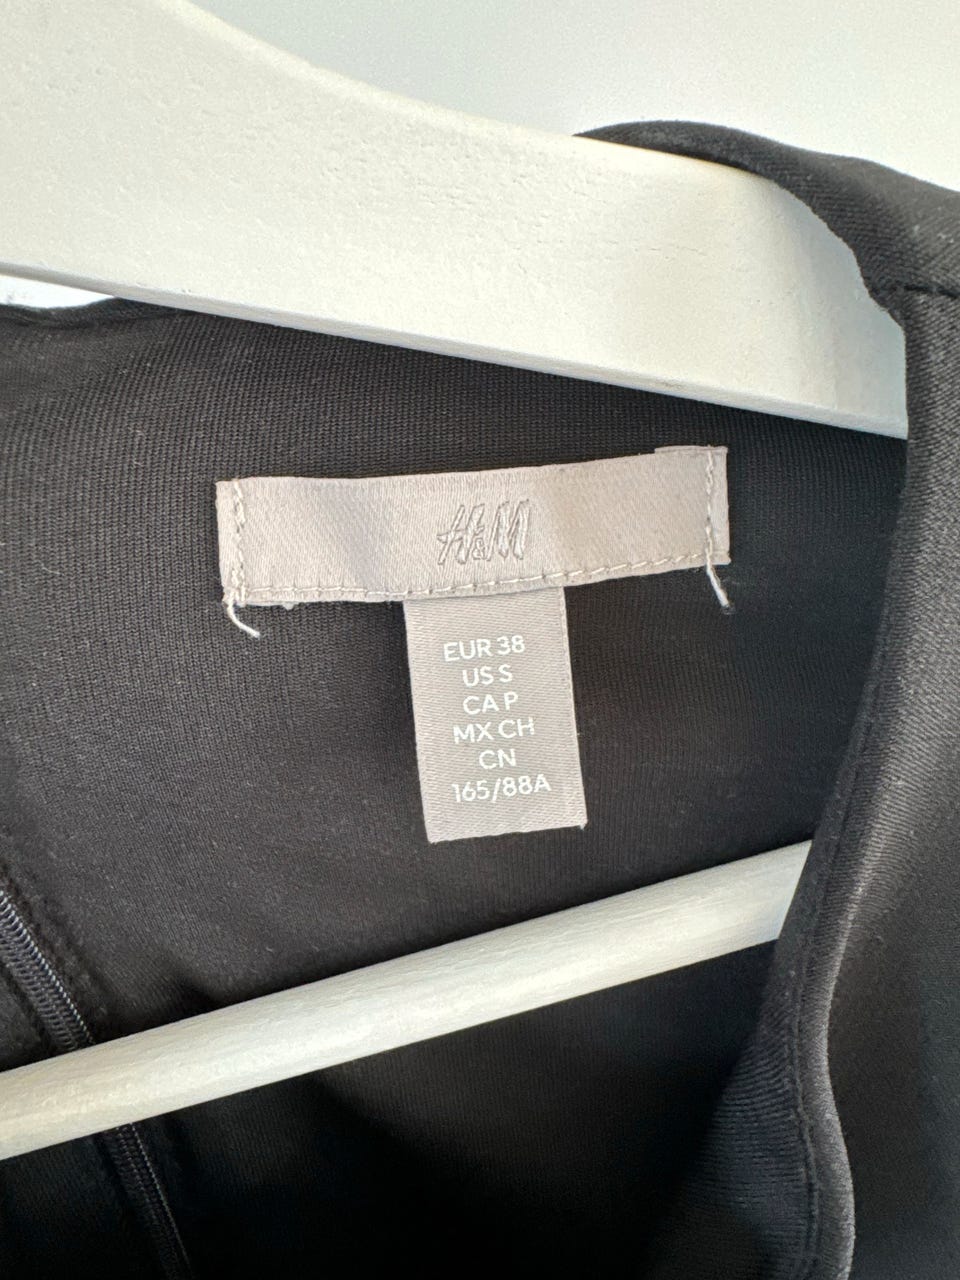 H&M
EUR 38
US S
CA P
MX CH
CN
165/88A